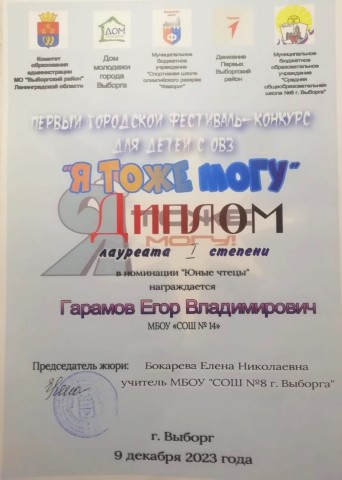 Комитет
образования
администрации
МО "Выборгский район"
Ленинградской области
ДОМ
Дом
молодежи
города
Выборга
Муниципальное
бюджетное
учреждение
"Спортивная школа
олимпийского резерва
"Фаворит"
Движение
Первых
Выборгский
район
Муниципальное
бюджетное
образовательное
учреждение
"Средняя
общеобразовательная
школа №8 г. Выборга"
ПЕРВЫЙ ГОРОДСКОЙ ФЕСТИВАЛЬ-КОНКУРС
ДЛЯ ДЕТЕЙ С ОВЗ
"Я ТОЖЕ МОГУ"
Я ТОЖЕ
МОГУ!
ДИПЛОМ
лауреата I степени
в номинации "Юные чтецы"
награждается
Гарамов Егор Владимирович
МБОУ «СОШ № 14»
Председатель жюри: Бокарева Елена Николаевна
учитель МБОУ "СОШ №8 г. Выборга"
г. Выборг
9 декабря 2023 года